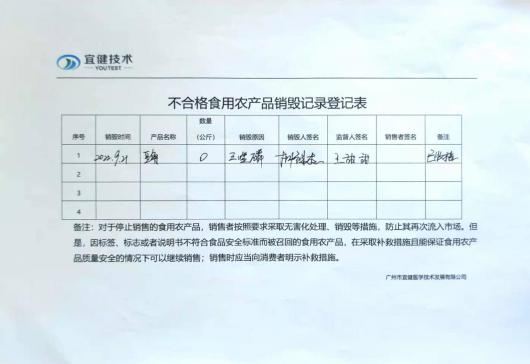 宜健技术
YOUTEST
不合格食用农产品销毁记录登记表
序号 销毁时间 产品名称 数量（公斤） 销毁原因 销毁人签名 监督人签名 销售者签名 备注
1 2022.9.21 0 三唑磷
2
3
4
备注：对于停止销售的食用农产品，销售者按照要求采取无害化处理、销毁等措施，防止其再次流入市场。但
是，因标签、标志或者说明书不符合食品安全标准而被召回的食用农产品，在采取补救措施且能保证食用农产
品质量安全的情况下可以继续销售；销售时应当向消费者明示补救措施。
广州市宜健医学技术发展有限公司